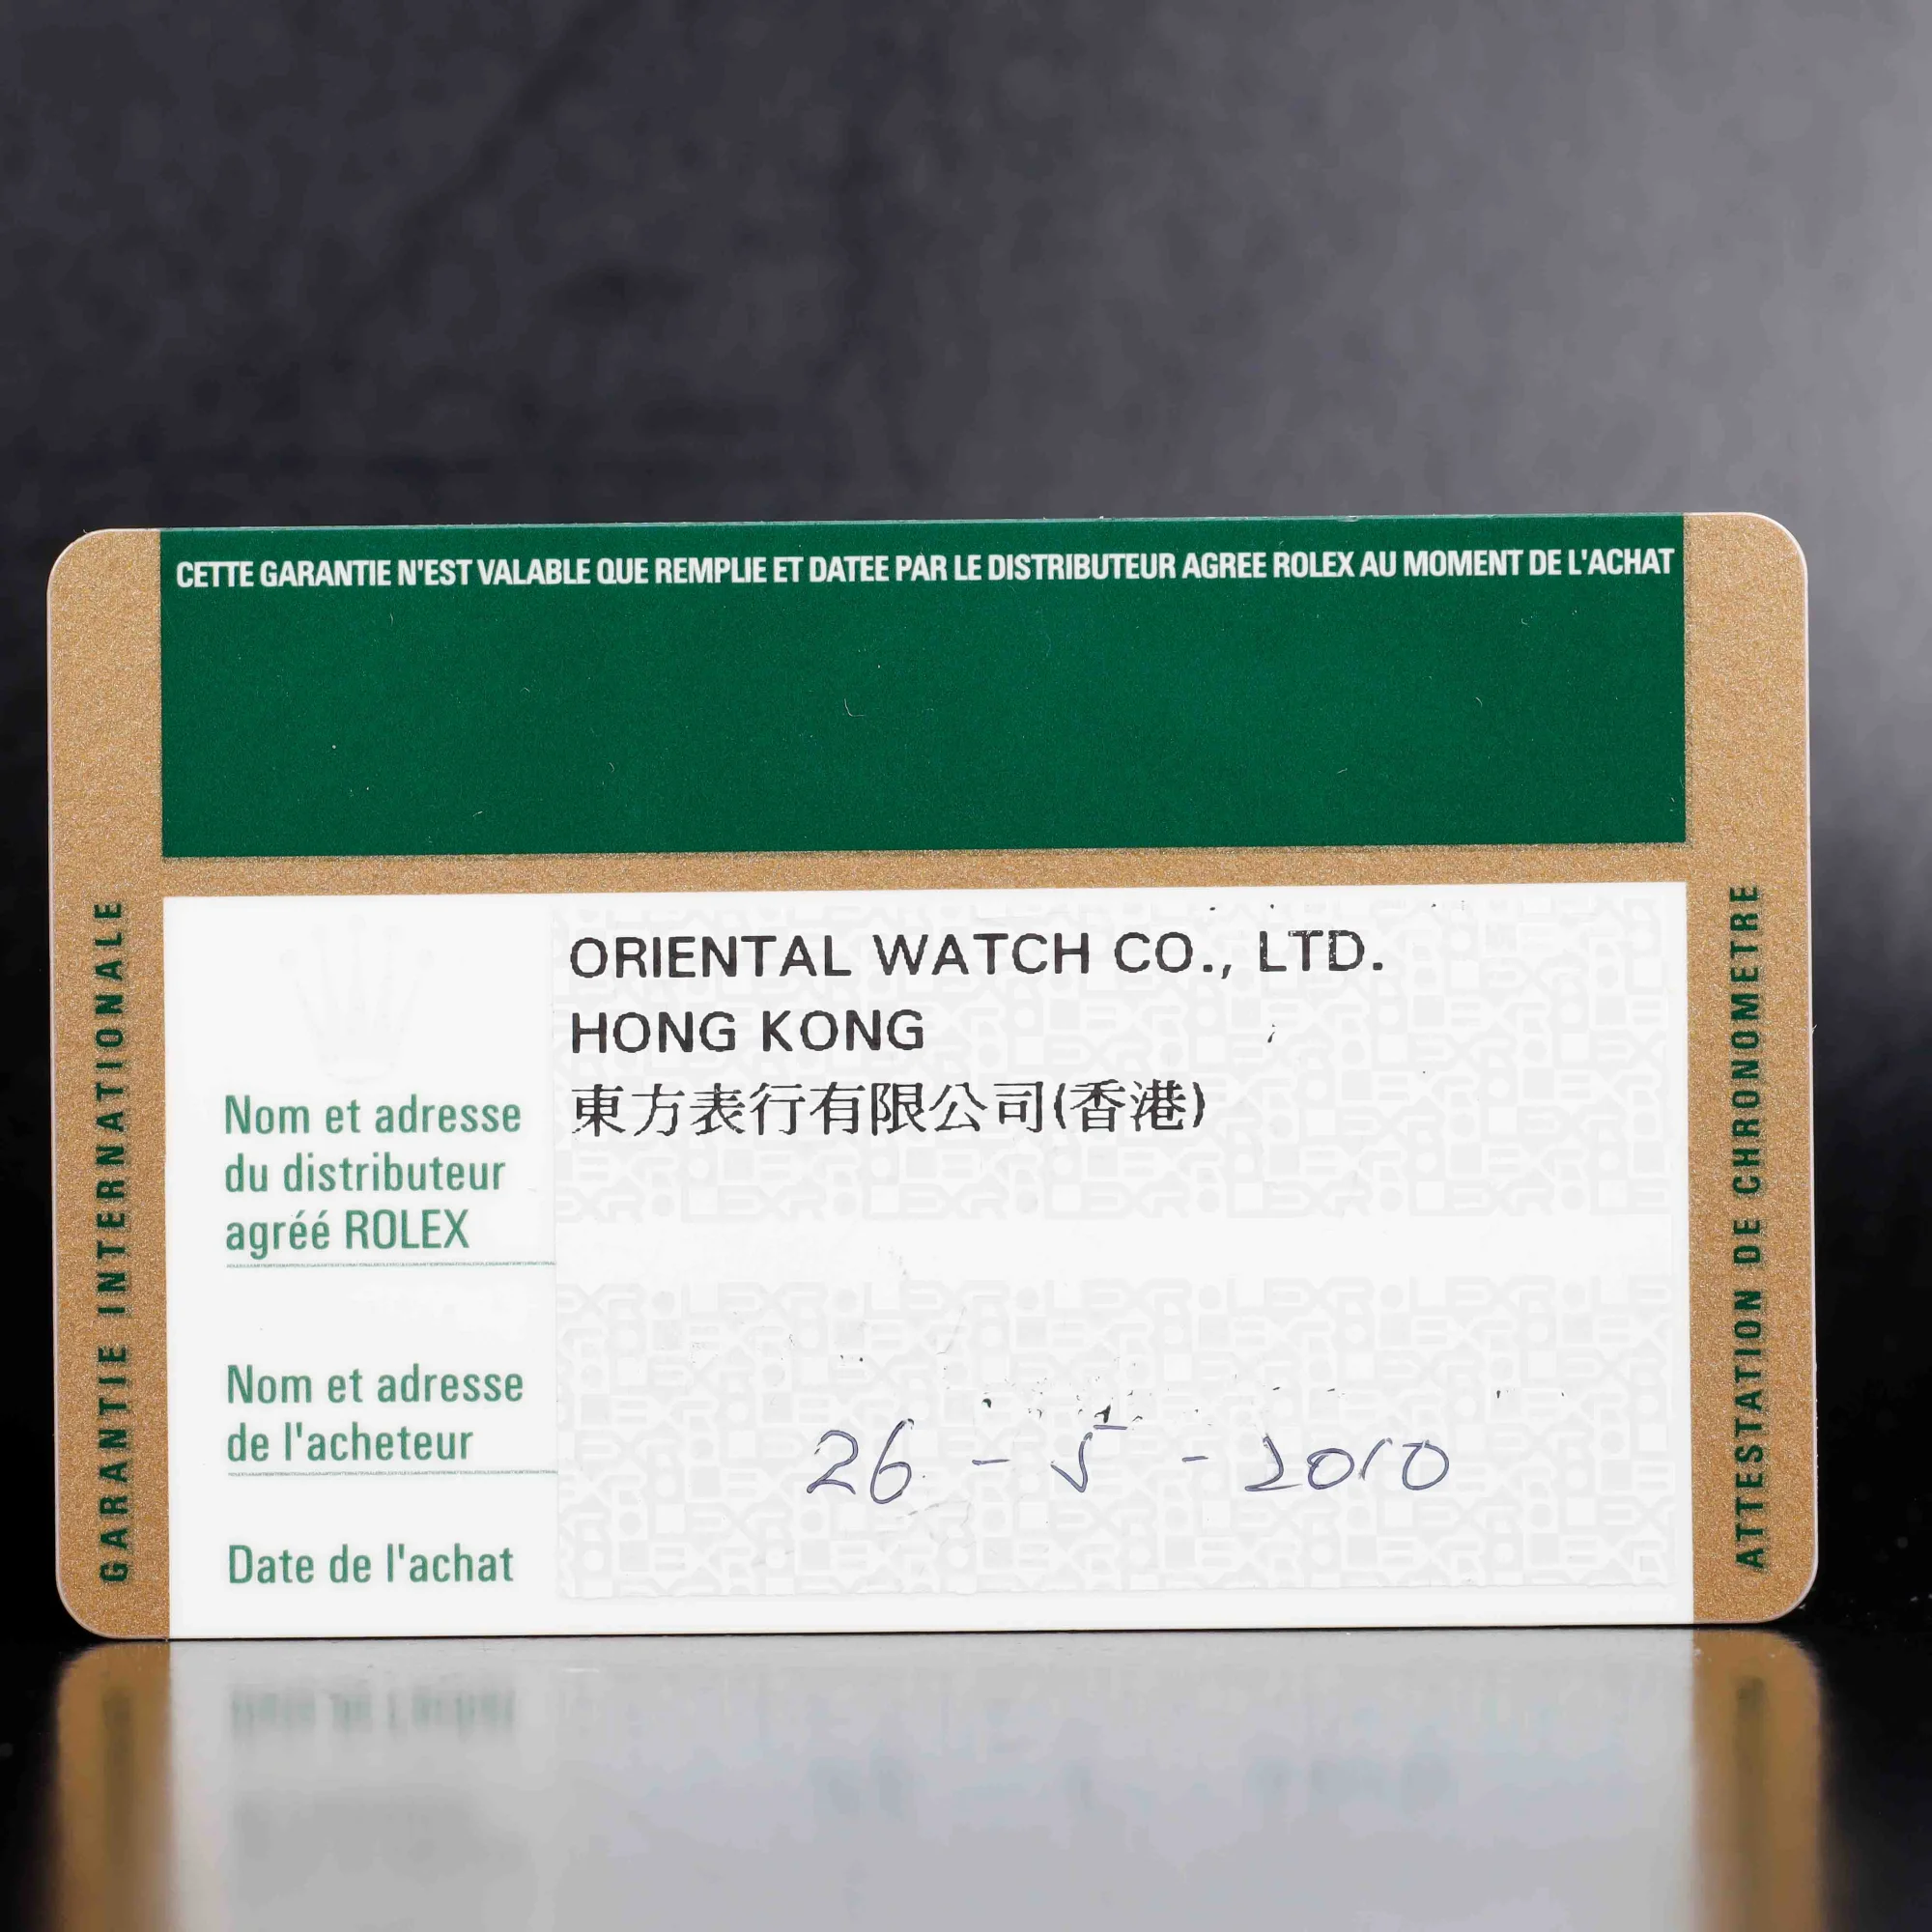 CETTE GARANTIE N'EST VALABLE QUE REMPLIE ET DATEE PAR LE DISTRIBUTEUR AGREE ROLEX AU MOMENT DE L'ACHAT
GARANTIE INTERNATIONALE
ORIENTAL WATCH CO., LTD.
HONG KONG
東方表行有限公司(香港)
Nom et adresse
du distributeur
agréé ROLEX
Nom et adresse
de l'acheteur
26 - 5 - 2010
Date de l'achat
ATTESTATION DE CHRONOMETRE